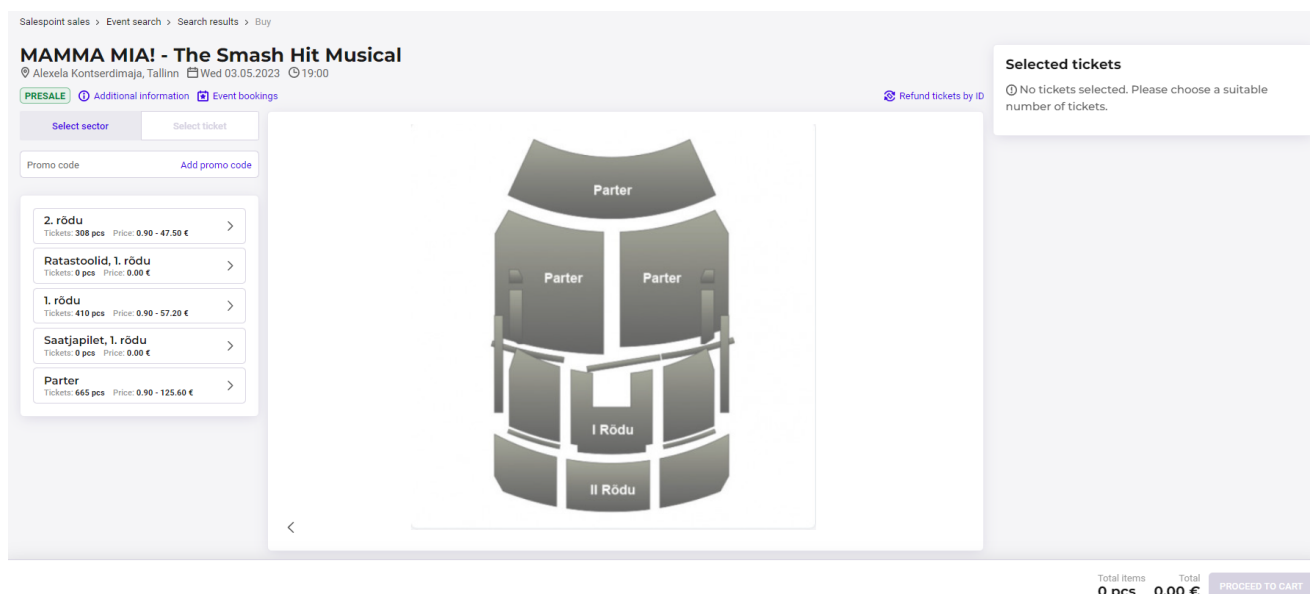 Salespoint sales > Event search > Search results > Buy
MAMMA MIA! - The Smash Hit Musical
Alexela Kontserdimaja, Tallinn Wed 03.05.2023 19:00
PRESALE Additional information Event bookings
Refund tickets by ID
Select sector Select ticket
Promo code Add promo code
2. rõdu
Tickets: 308 pcs Price: 0.90 - 47.50 €
Ratastoolid, 1. rõdu
Tickets: 0 pcs Price: 0.00 €
1. rõdu
Tickets: 410 pcs Price: 0.90 - 57.20 €
Saatjapilet, 1. rõdu
Tickets: 0 pcs Price: 0.00 €
Parter
Tickets: 665 pcs Price: 0.90 - 125.60 €
Parter
Parter Parter
I Rõdu
II Rõdu
Selected tickets
No tickets selected. Please choose a suitable
number of tickets.
Total items Total
0 pcs 0.00 €
PROCEED TO CART